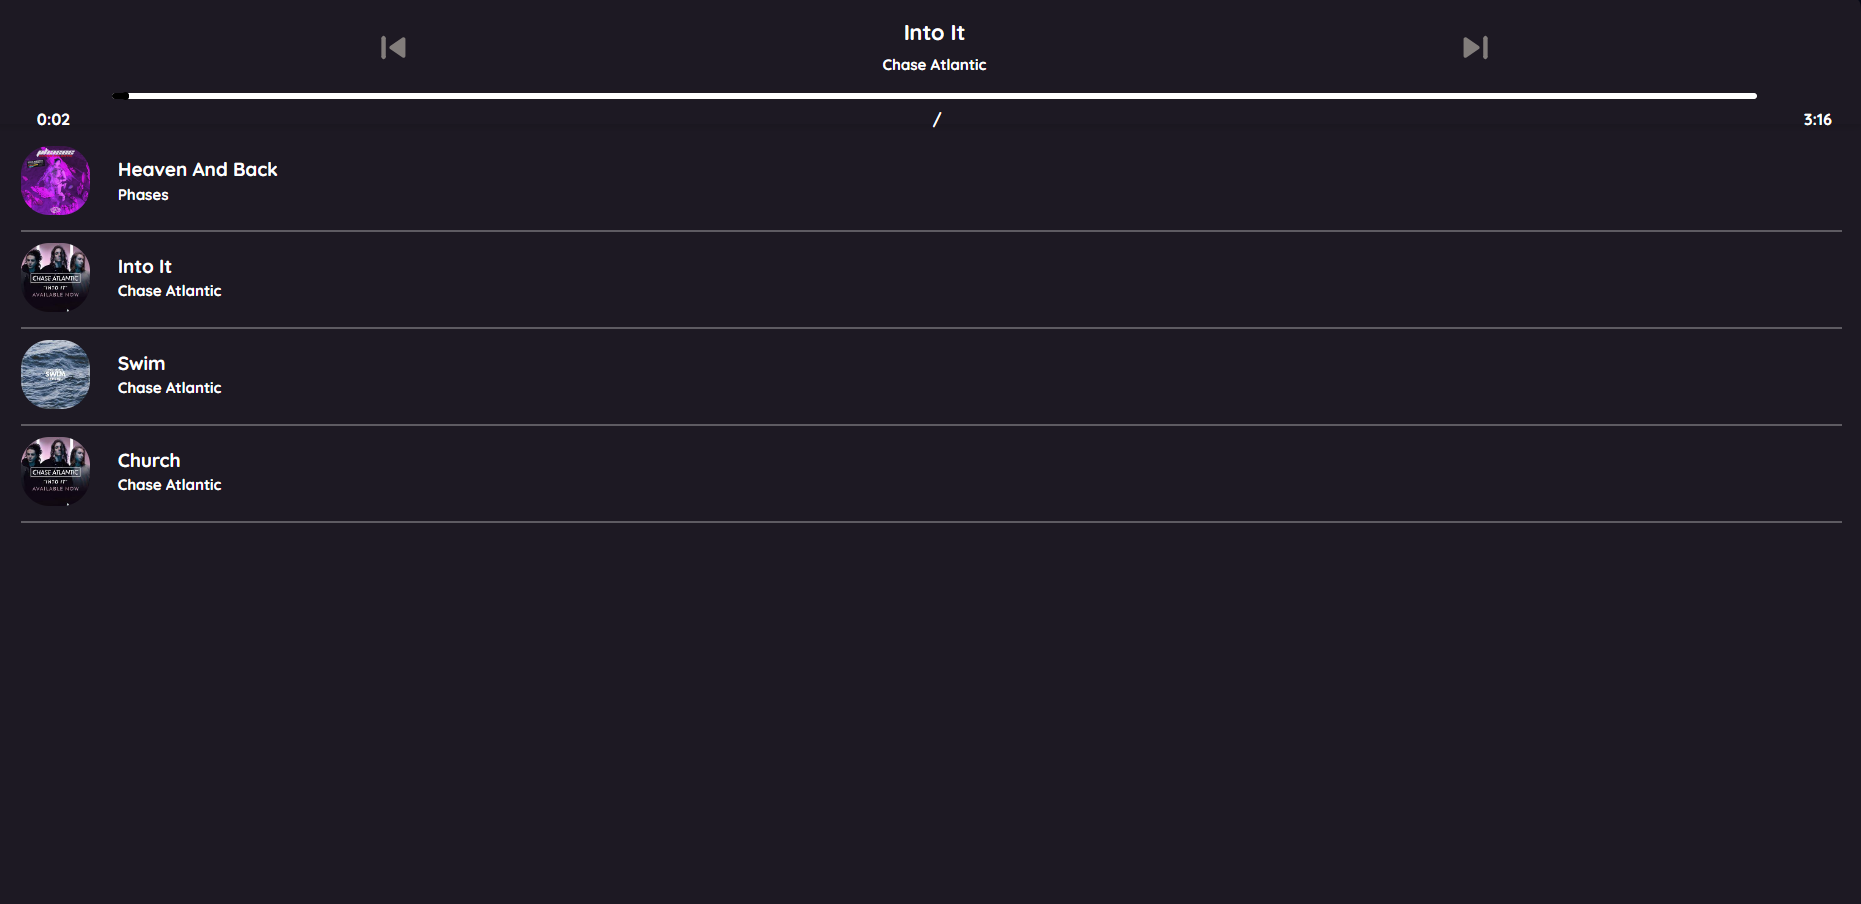 Into It
Chase Atlantic
0:02 / 3:16
Heaven And Back
Phases
CHASE ATLANTIC
"INTO IT"
AVAILABLE NOW
Into It
Chase Atlantic
SWIM
Swim
Chase Atlantic
CHASE ATLANTIC
"INTO IT"
AVAILABLE NOW
Church
Chase Atlantic